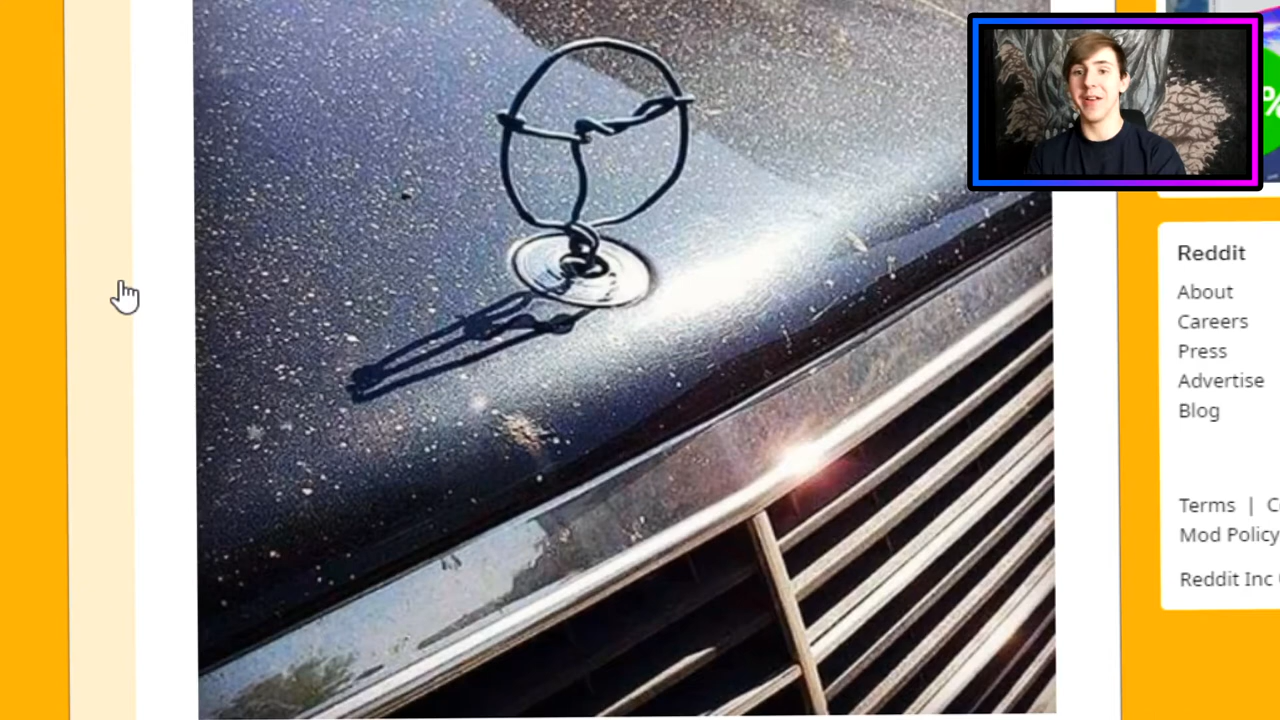 %
Reddit
About
Careers
Press
Advertise
Blog
Terms | C
Mod Policy
Reddit Inc